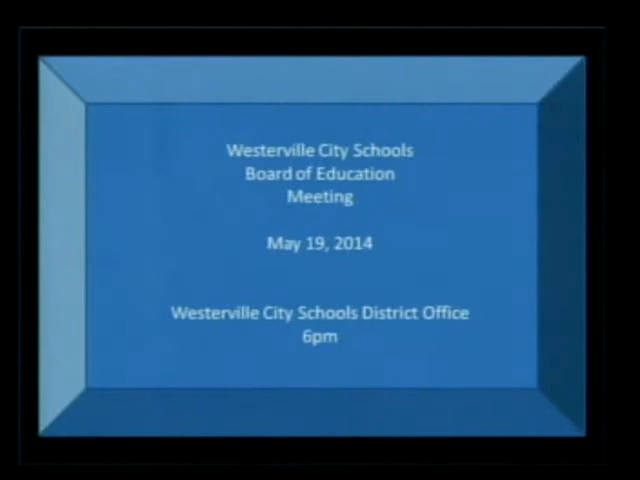 Westerville City Schools
Board of Education
Meeting
May 19, 2014
Westerville City Schools District Office
6pm